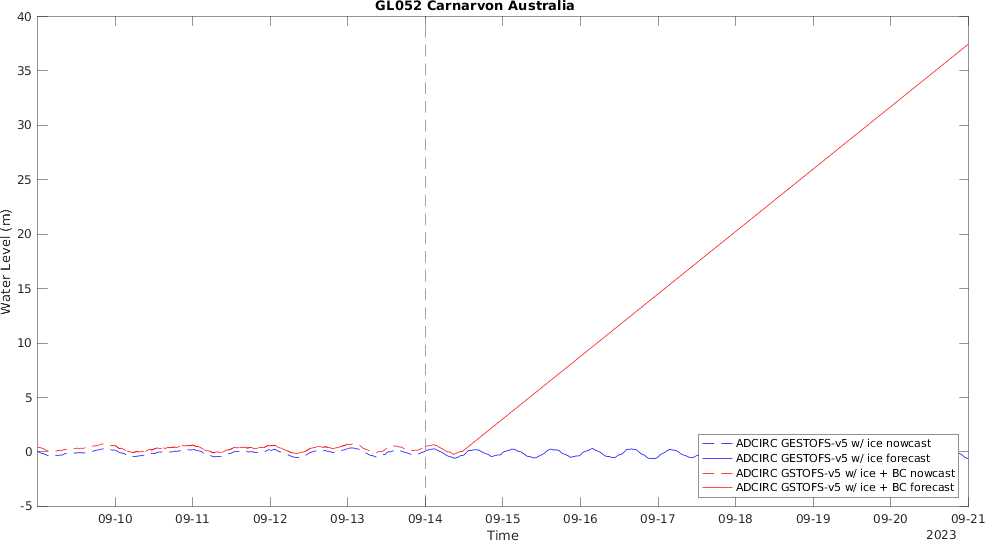 GL052 Carnarvon Australia
40
35
30
25
20
15
10
5
0
-5
Water Level (m)
ADCIRC GESTOFS-v5 w/ ice nowcast
ADCIRC GESTOFS-v5 w/ ice forecast
ADCIRC GSTOFS-v5 w/ ice + BC nowcast
ADCIRC GSTOFS-v5 w/ ice + BC forecast
09-10 09-11 09-12 09-13 09-14 09-15 09-16 09-17 09-18 09-19 09-20 09-21
Time
2023